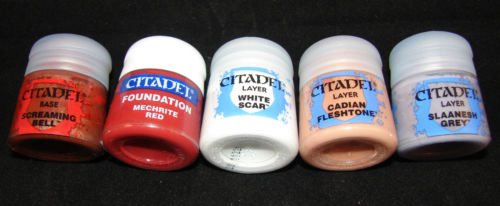 CITADEL
BASE
SCREAMING
BELL
CITADEL
FOUNDATION
MECHRITE
RED
CITADEL
LAYER
WHITE
SCAR
CITADEL
LAYER
CADIAN
FLESHTONE
CITADEL
LAYER
SLAANESH
GREY